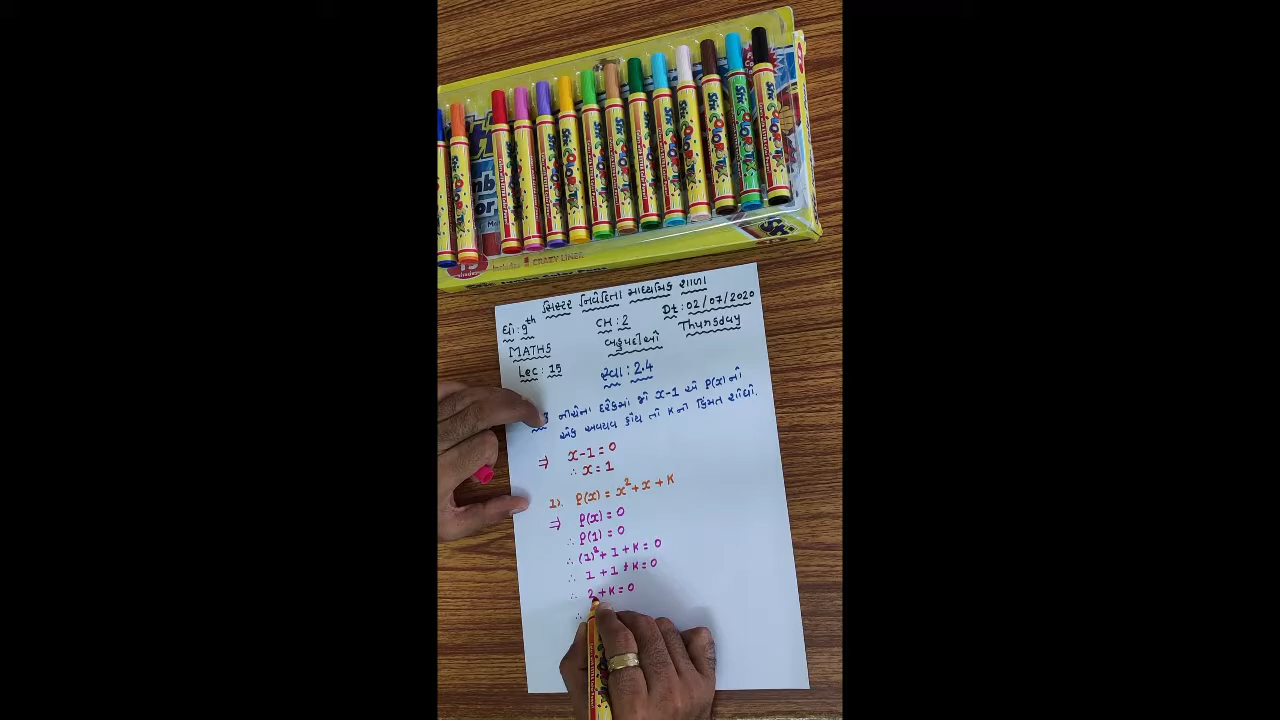 સિસ્ટર નિવેદિતા માધ્યમિક શાળા
ધો : 9th CH : 2 Dt : 02/07/2020
MATHS બહુપદીઓ Thursday
Lec : 15 સ્વા : 2.4
નીચેના દરેકમાં જો x-1 એ P(x) નો
એક અવયવ હોય તો K ની કિંમત શોધો.
⇒ x-1 = 0
∴ x = 1
1). P(x) = x² + x + K
⇒ P(x) = 0
∴ P(1) = 0
∴ (1)² + 1 + K = 0
∴ 1 + 1 + K = 0
∴ 2 + K = 0
∴